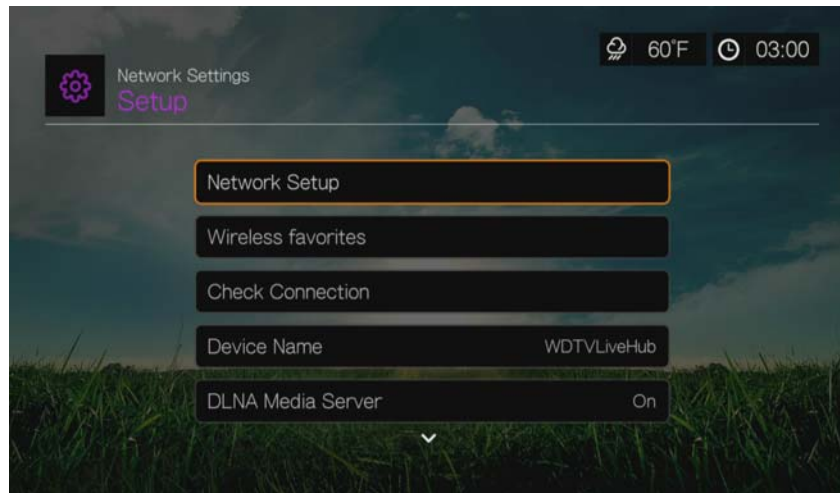 60°F 03:00
Network Settings
Setup
Network Setup
Wireless favorites
Check Connection
Device Name WDTVLiveHub
DLNA Media Server On